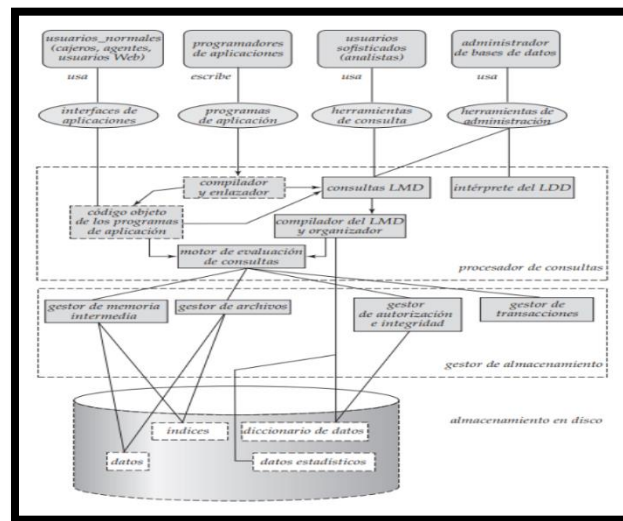 usuarios_normales
(cajeros, agentes,
usuarios Web)
programadores
de aplicaciones
usuarios
sofisticados
(analistas)
administrador
de bases de datos
usa
escribe
usa
usa
interfaces de
aplicaciones
programas
de aplicación
herramientas
de consulta
herramientas de
administración
compilador
y enlazador
consultas LMD
intérprete del LDD
código objeto
de los programas
de aplicación
compilador del LMD
y organizador
motor de evaluación
de consultas
procesador de consultas
gestor de memoria
intermedia
gestor de archivos
gestor
de autorización
e integridad
gestor de
transacciones
gestor de almacenamiento
índices
diccionario de datos
almacenamiento en disco
datos
datos estadísticos